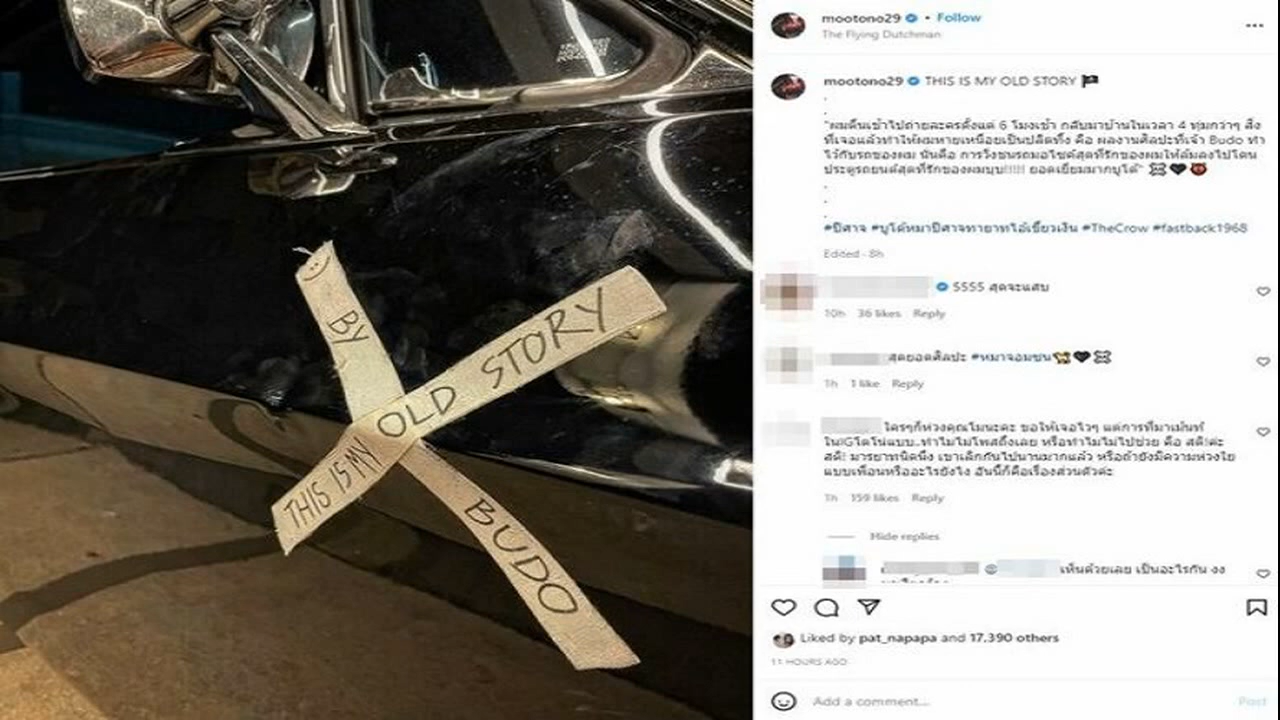 BY
THIS IS MY OLD STORY
BUDO
mootono29 • Follow
The Flying Dutchman
mootono29 THIS IS MY OLD STORY
.
"ผมตื่นเช้าไปถ่ายละครตั้งแต่ 6 โมงเช้า กลับมาบ้านในเวลา 4 ทุ่มกว่าๆ สิ่ง
ที่เจอแล้วทำให้ผมหายเหนื่อยเป็นปลิดทิ้ง คือ ผลงานศิลปะที่เจ้า Budo ทำ
ไว้กับรถของผม นั่นคือ การวิ่งชนรถมอไซค์สุดที่รักของผมให้ล้มลงไปโดน
ประตูรถยนต์สุดที่รักของผมบุบ!!!!! ยอดเยี่ยมมากบูโด้"
.
.
.
#ปีศาจ #บูโด้หมาปีศาจทายาทไอ้เขี้ยวเงิน #TheCrow #fastback1968
Edited · 8h
5555 สุดจะแสบ
10h 36 likes Reply
สุดยอดศิลปะ #หมาจอมซน
1h 1 like Reply
ใครๆก็ห่วงคุณโมนะคะ ขอให้เจอไวๆ แต่การที่มาเม้นท์
ในIGโตโน่แบบ..ทำไมไม่โพสถึงเลย หรือทำไมไม่ไปช่วย คือ สติ!ค่ะ
สติ! มารยาทนิดนึง เขาเลิกกันไปนานมากแล้ว หรือถ้ายังมีความห่วงใย
แบบเพื่อนหรืออะไรยังไง อันนี้ก็คือเรื่องส่วนตัวค่ะ
1h 159 likes Reply
Hide replies
@ เห็นด้วยเลย เป็นอะไรกัน งง
Liked by pat_napapa and 17,390 others
11 HOURS AGO
Add a comment...
Post